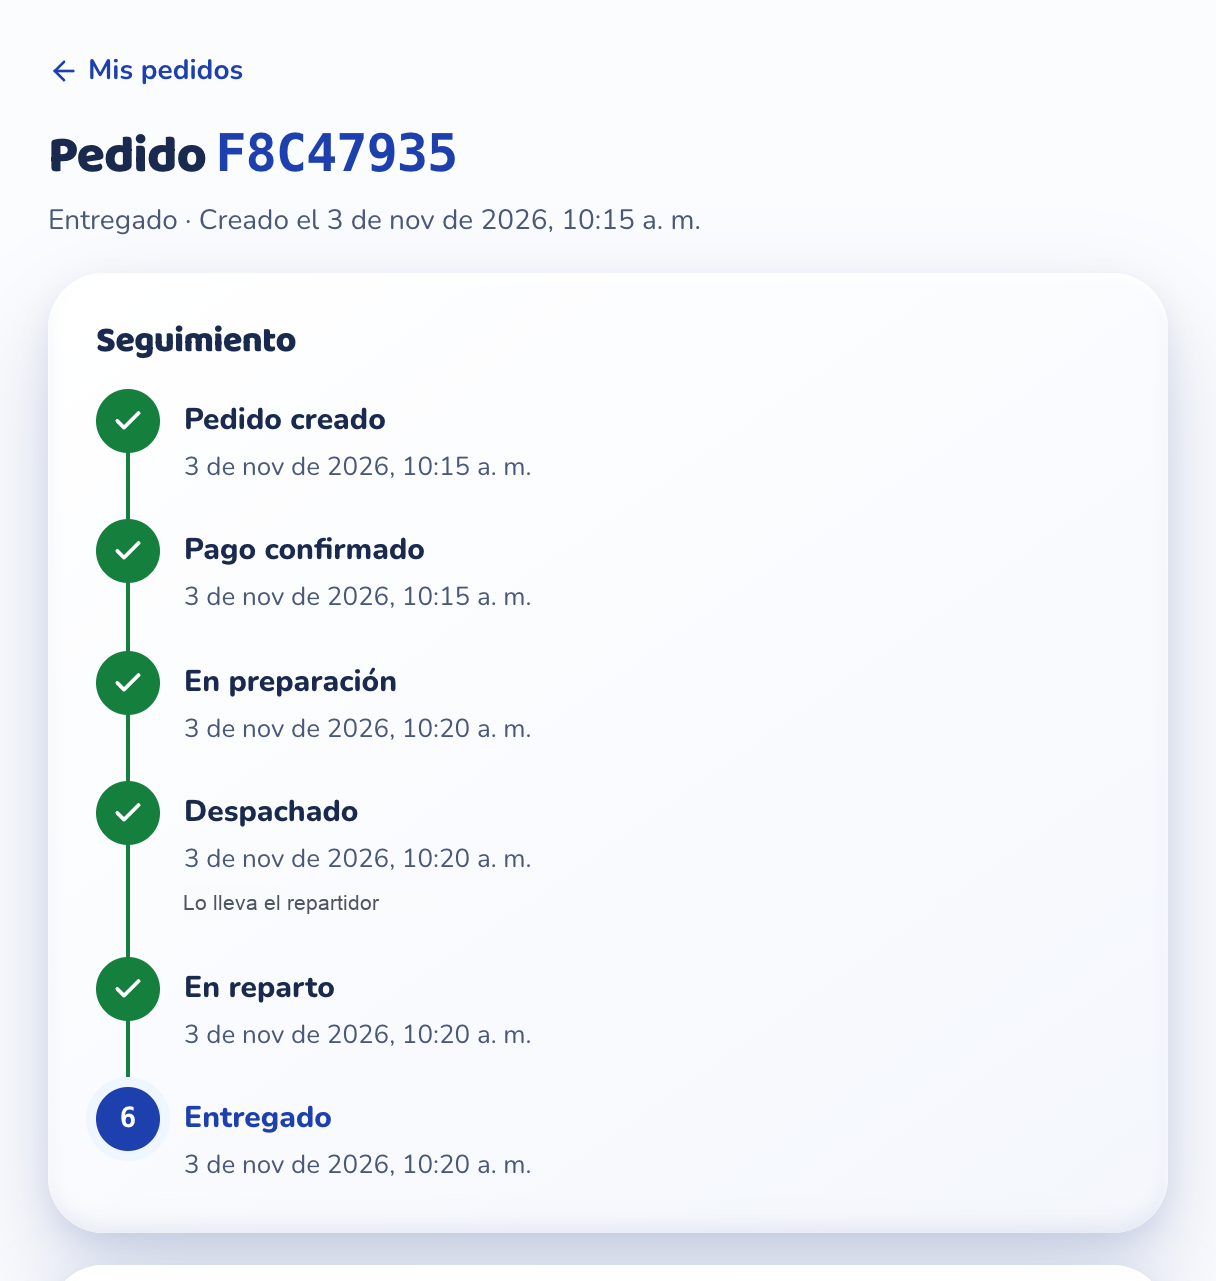 ← Mis pedidos
Pedido F8C47935
Entregado · Creado el 3 de nov de 2026, 10:15 a. m.
Seguimiento
Pedido creado
3 de nov de 2026, 10:15 a. m.
Pago confirmado
3 de nov de 2026, 10:15 a. m.
En preparación
3 de nov de 2026, 10:20 a. m.
Despachado
3 de nov de 2026, 10:20 a. m.
Lo lleva el repartidor
En reparto
3 de nov de 2026, 10:20 a. m.
6 Entregado
3 de nov de 2026, 10:20 a. m.